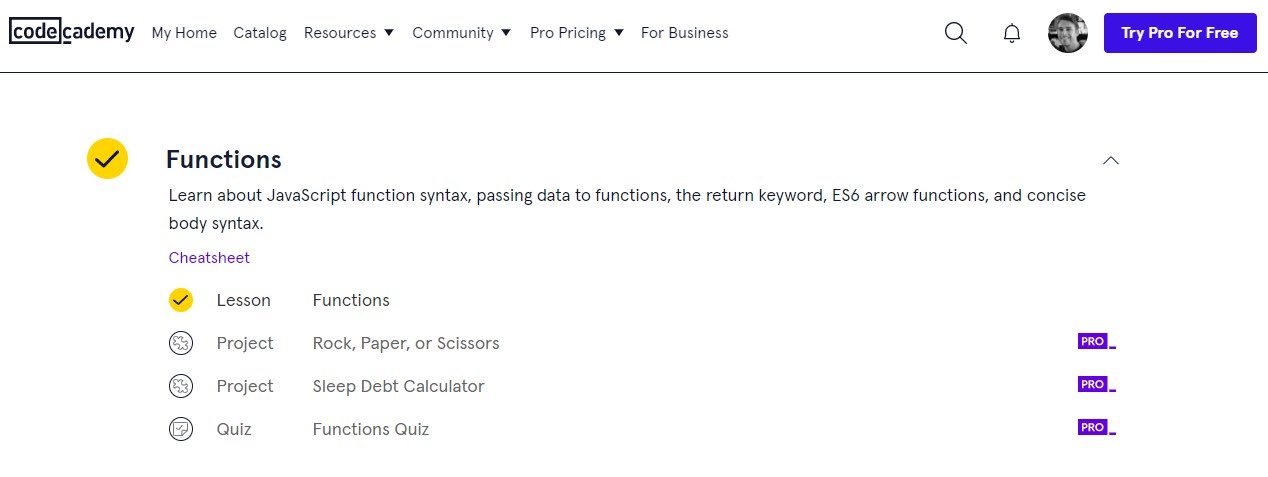 codecademy My Home Catalog Resources Community Pro Pricing For Business Try Pro For Free
Functions
Learn about JavaScript function syntax, passing data to functions, the return keyword, ES6 arrow functions, and concise
body syntax.
Cheatsheet
Lesson Functions
Project Rock, Paper, or Scissors PRO
Project Sleep Debt Calculator PRO
Quiz Functions Quiz PRO